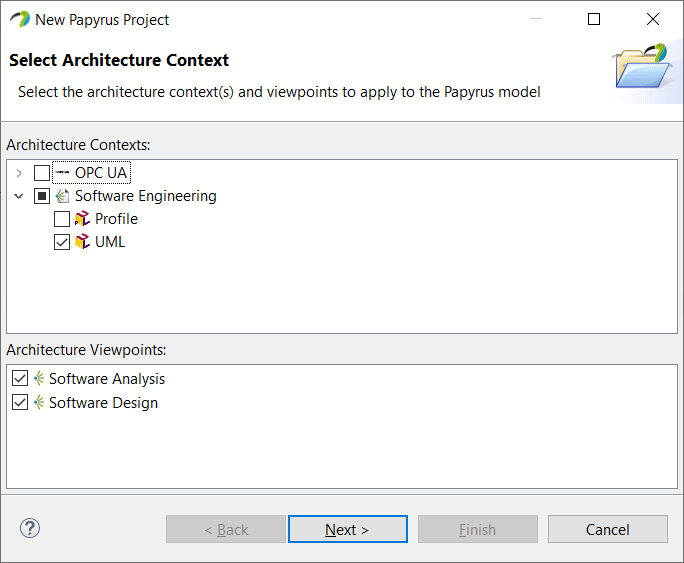 New Papyrus Project
Select Architecture Context
Select the architecture context(s) and viewpoints to apply to the Papyrus model
Architecture Contexts:
OPC UA
Software Engineering
Profile
UML
Architecture Viewpoints:
Software Analysis
Software Design
? < Back Next > Finish Cancel